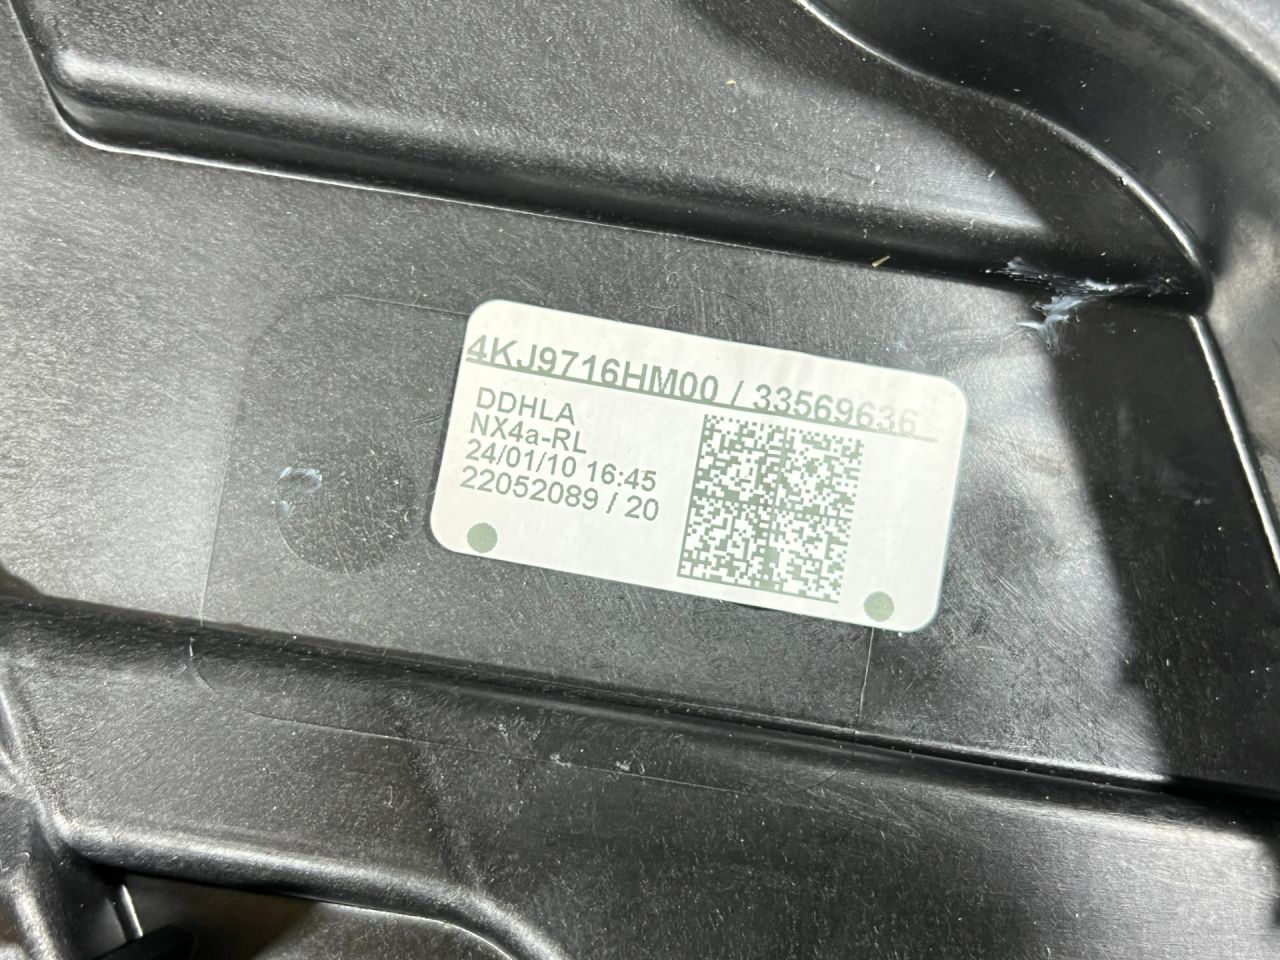 4KJ9716HM00 / 33569636
DDHLA
NX4a-RL
24/01/10 16:45
22052089 / 20